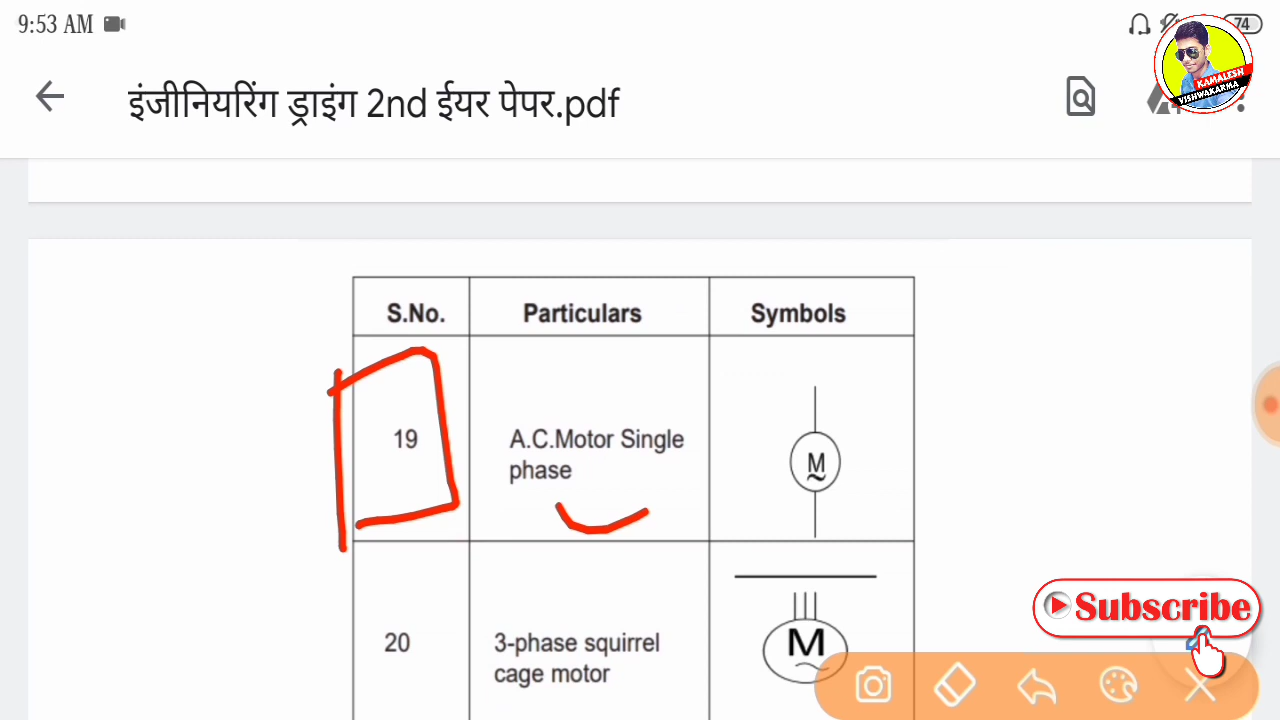 9:53 AM
74
KAMALESH
VISHWAKARMA
इंजीनियरिंग ड्राइंग 2nd ईयर पेपर.pdf
S.No. Particulars Symbols
19 A.C.Motor Single phase M
20 3-phase squirrel cage motor M
Subscribe